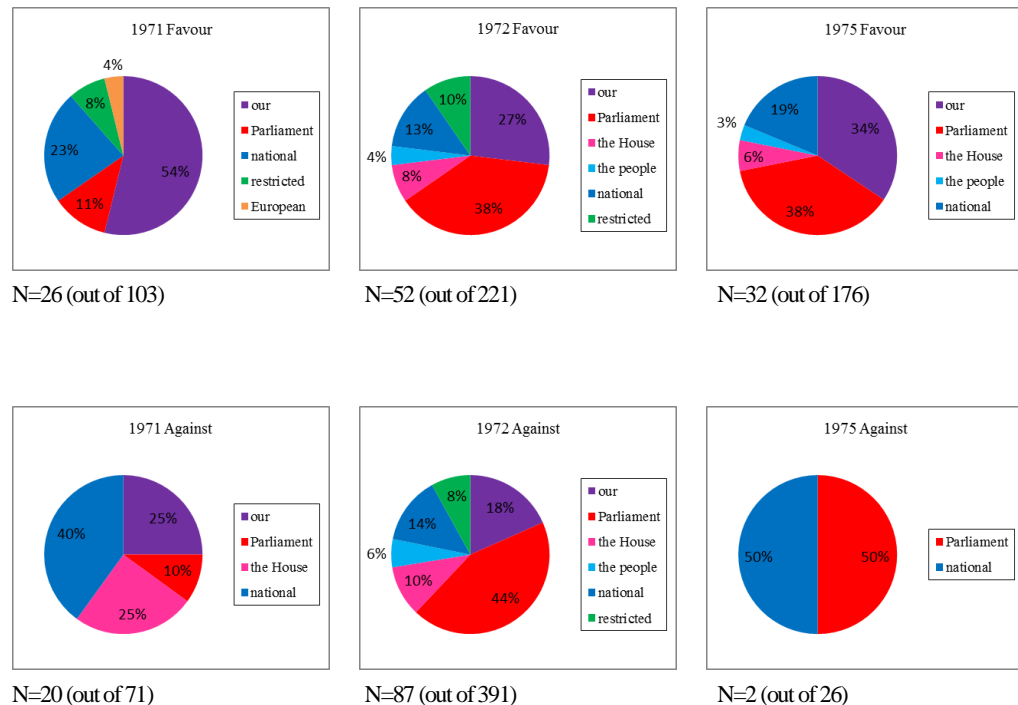 1971 Favour
4%
8%
23%
11%
54%
our
Parliament
national
restricted
European
N=26 (out of 103)
1972 Favour
10%
13%
4%
8%
27%
38%
our
Parliament
the House
the people
national
restricted
N=52 (out of 221)
1975 Favour
19%
3%
6%
34%
38%
our
Parliament
the House
the people
national
N=32 (out of 176)
1971 Against
40%
25%
10%
25%
our
Parliament
the House
national
N=20 (out of 71)
1972 Against
8%
14%
6%
10%
18%
44%
our
Parliament
the House
the people
national
restricted
N=87 (out of 391)
1975 Against
50%
50%
Parliament
national
N=2 (out of 26)